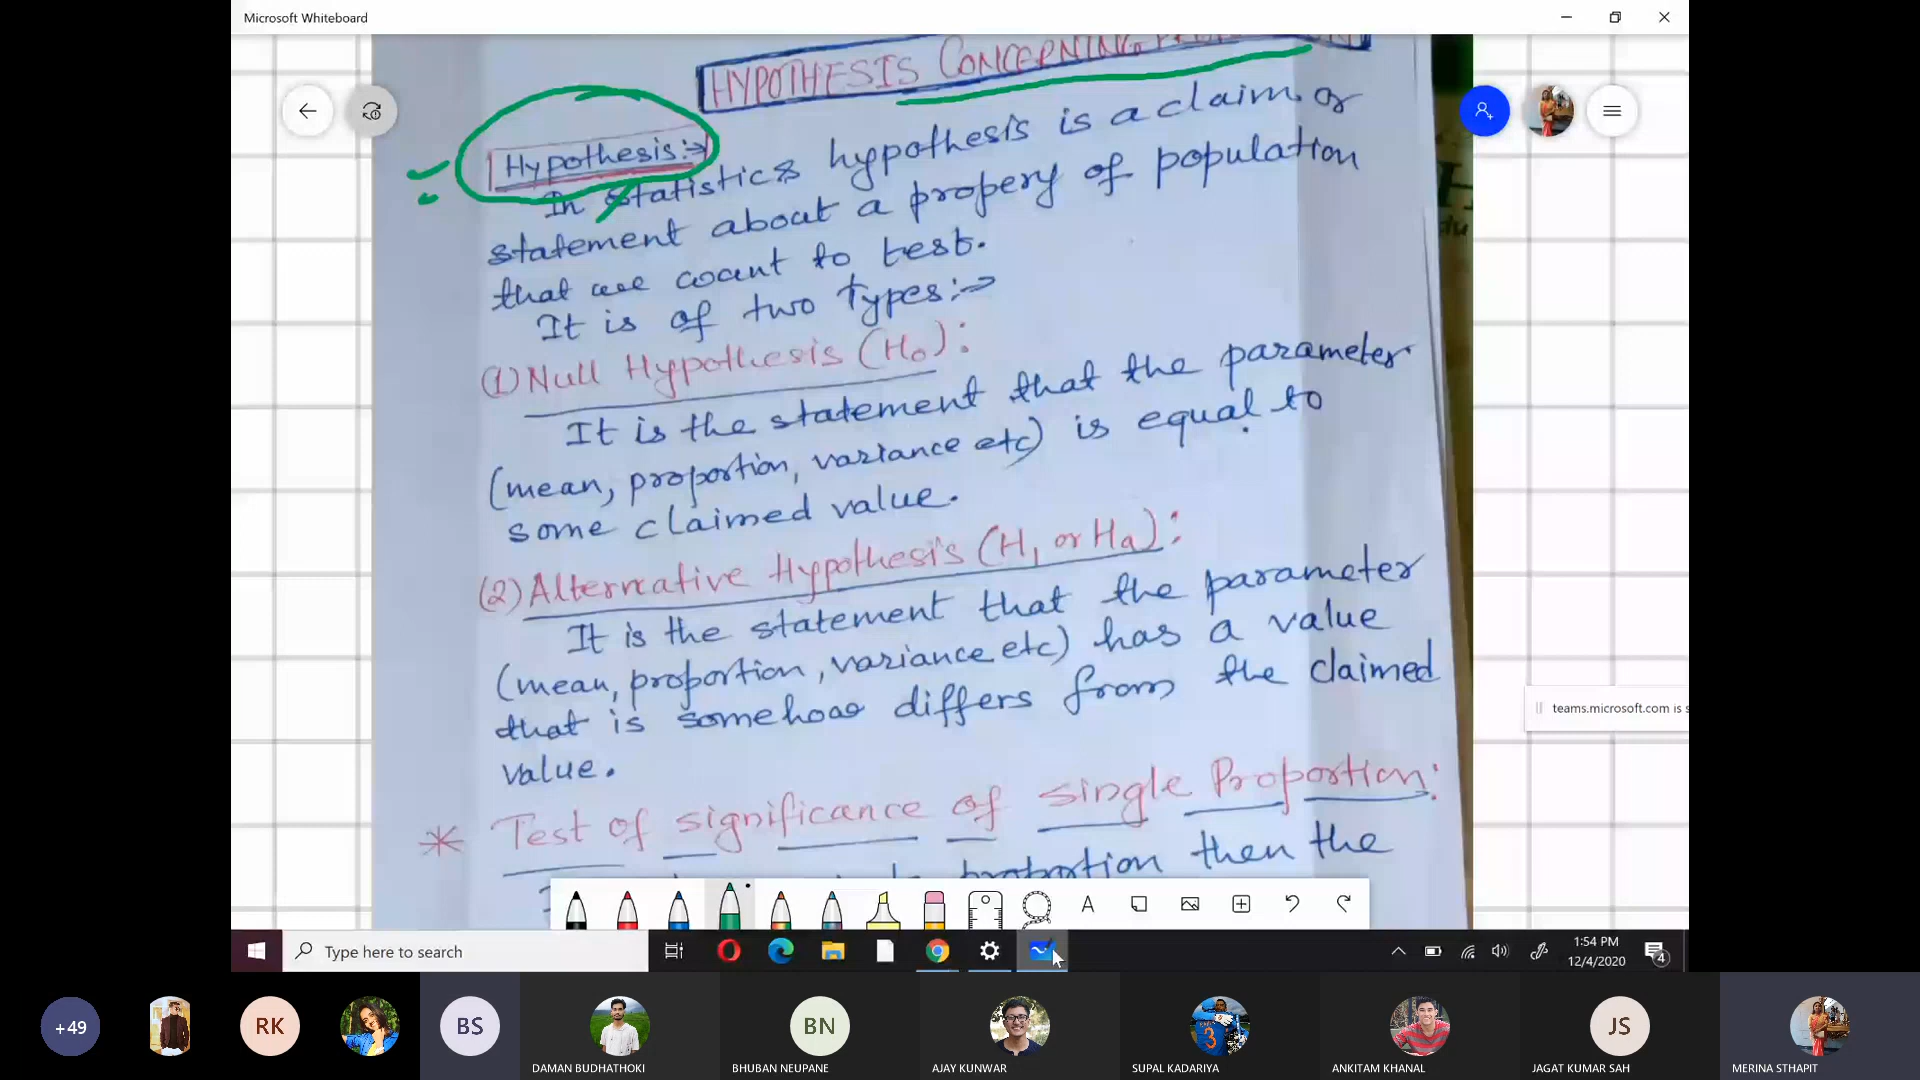 Microsoft Whiteboard
HYPOTHESIS CONCERNING
Hypothesis:→
In statistics hypothesis is a claim or
statement about a propery of population
that we want to test.
It is of two types:→
(1) Null Hypothesis (H₀):
It is the statement that the parameter
(mean, proportion, variance etc) is equal to
some claimed value.
(2) Alternative Hypothesis (H₁ or Ha):
It is the statement that the parameter
(mean, proportion, variance etc) has a value
that is somehow differs from the claimed
value.
* Test of significance of single Proportion:
proportion then the
teams.microsoft.com is s
Type here to search
1:54 PM
12/4/2020
4
+49
RK
BS
BN
JS
DAMAN BUDHATHOKI
BHUBAN NEUPANE
AJAY KUNWAR
SUPAL KADARIYA
ANKITAM KHANAL
JAGAT KUMAR SAH
MERINA STHAPIT